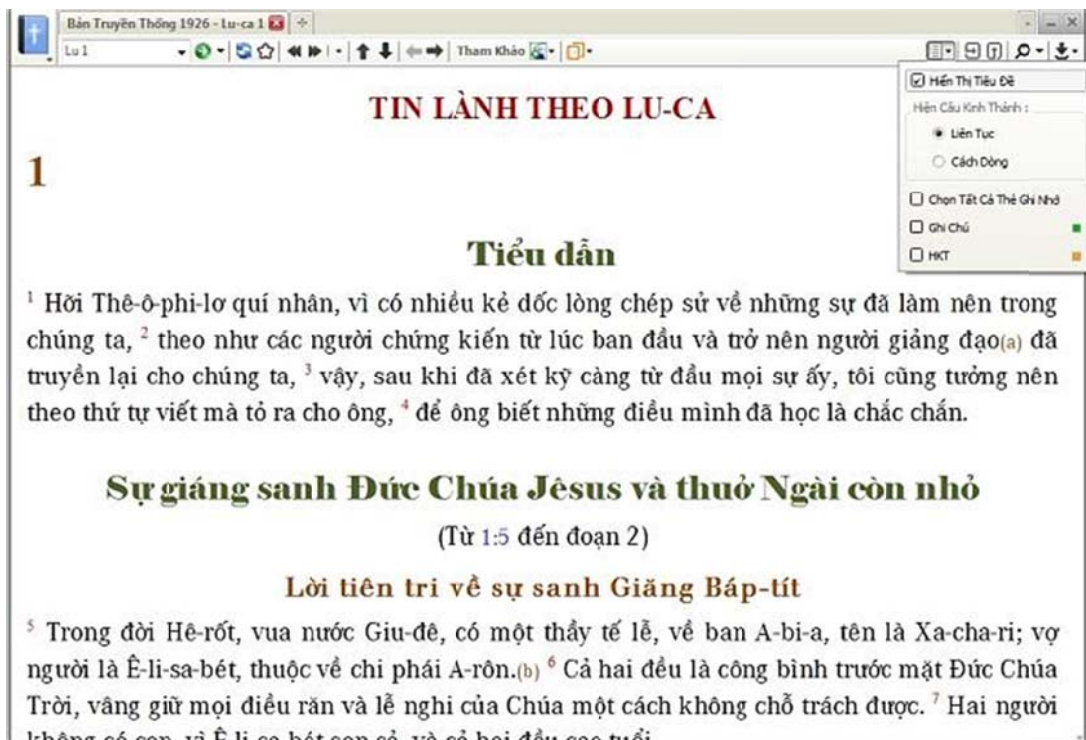 Bản Truyền Thống 1926 - Lu-ca 1
Lu 1
Tham Khảo
Hiển Thị Tiêu Đề
Hiện Câu Kinh Thánh :
Liên Tục
Cách Dòng
Chọn Tất Cả Thẻ Ghi Nhớ
Ghi Chú
HKT
TIN LÀNH THEO LU-CA
1
Tiểu dẫn
1 Hỡi Thê-ô-phi-lơ quí nhân, vì có nhiều kẻ dốc lòng chép sử về những sự đã làm nên trong
chúng ta, 2 theo như các người chứng kiến từ lúc ban đầu và trở nên người giảng đạo(a) đã
truyền lại cho chúng ta, 3 vậy, sau khi đã xét kỹ càng từ đầu mọi sự ấy, tôi cũng tưởng nên
theo thứ tự viết mà tỏ ra cho ông, 4 để ông biết những điều mình đã học là chắc chắn.
Sự giáng sanh Đức Chúa Jêsus và thuở Ngài còn nhỏ
(Từ 1:5 đến đoạn 2)
Lời tiên tri về sự sanh Giăng Báp-tít
5 Trong đời Hê-rốt, vua nước Giu-đê, có một thầy tế lễ, về ban A-bi-a, tên là Xa-cha-ri; vợ
người là Ê-li-sa-bét, thuộc về chi phái A-rôn.(b) 6 Cả hai đều là công bình trước mặt Đức Chúa
Trời, vâng giữ mọi điều răn và lễ nghi của Chúa một cách không chỗ trách được. 7 Hai người